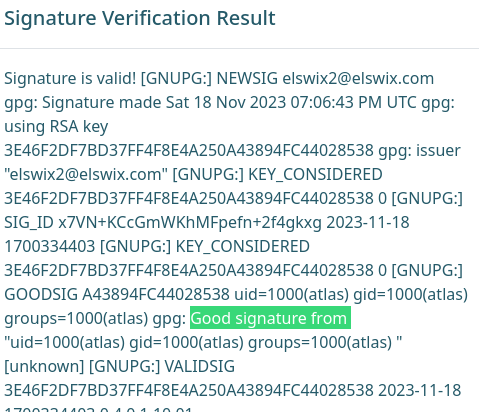 Signature Verification Result
Signature is valid! [GNUPG:] NEWSIG elswix2@elswix.com
gpg: Signature made Sat 18 Nov 2023 07:06:43 PM UTC gpg:
using RSA key
3E46F2DF7BD37FF4F8E4A250A43894FC44028538 gpg: issuer
"elswix2@elswix.com" [GNUPG:] KEY_CONSIDERED
3E46F2DF7BD37FF4F8E4A250A43894FC44028538 0 [GNUPG:]
SIG_ID x7VN+KCcGmWKhMFpefn+2f4gkxg 2023-11-18
1700334403 [GNUPG:] KEY_CONSIDERED
3E46F2DF7BD37FF4F8E4A250A43894FC44028538 0 [GNUPG:]
GOODSIG A43894FC44028538 uid=1000(atlas) gid=1000(atlas)
groups=1000(atlas) gpg: Good signature from
"uid=1000(atlas) gid=1000(atlas) groups=1000(atlas) "
[unknown] [GNUPG:] VALIDSIG
3E46F2DF7BD37FF4F8E4A250A43894FC44028538 2023-11-18